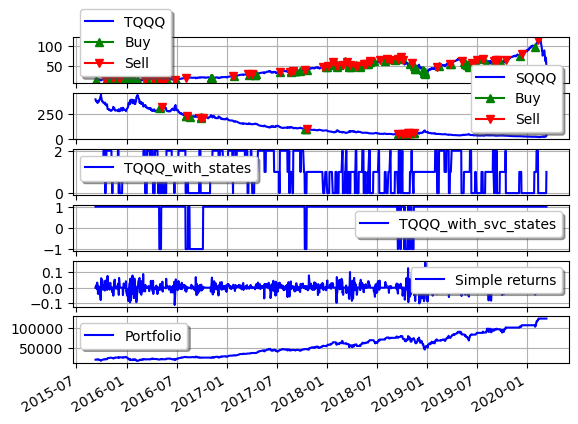 TQQQ
Buy
Sell
100
50
SQQQ
Buy
Sell
250
0
2
TQQQ_with_states
0
1
TQQQ_with_svc_states
−1
0.1
Simple returns
0.0
−0.1
100000
Portfolio
50000
2015-07
2016-01
2016-07
2017-01
2017-07
2018-01
2018-07
2019-01
2019-07
2020-01